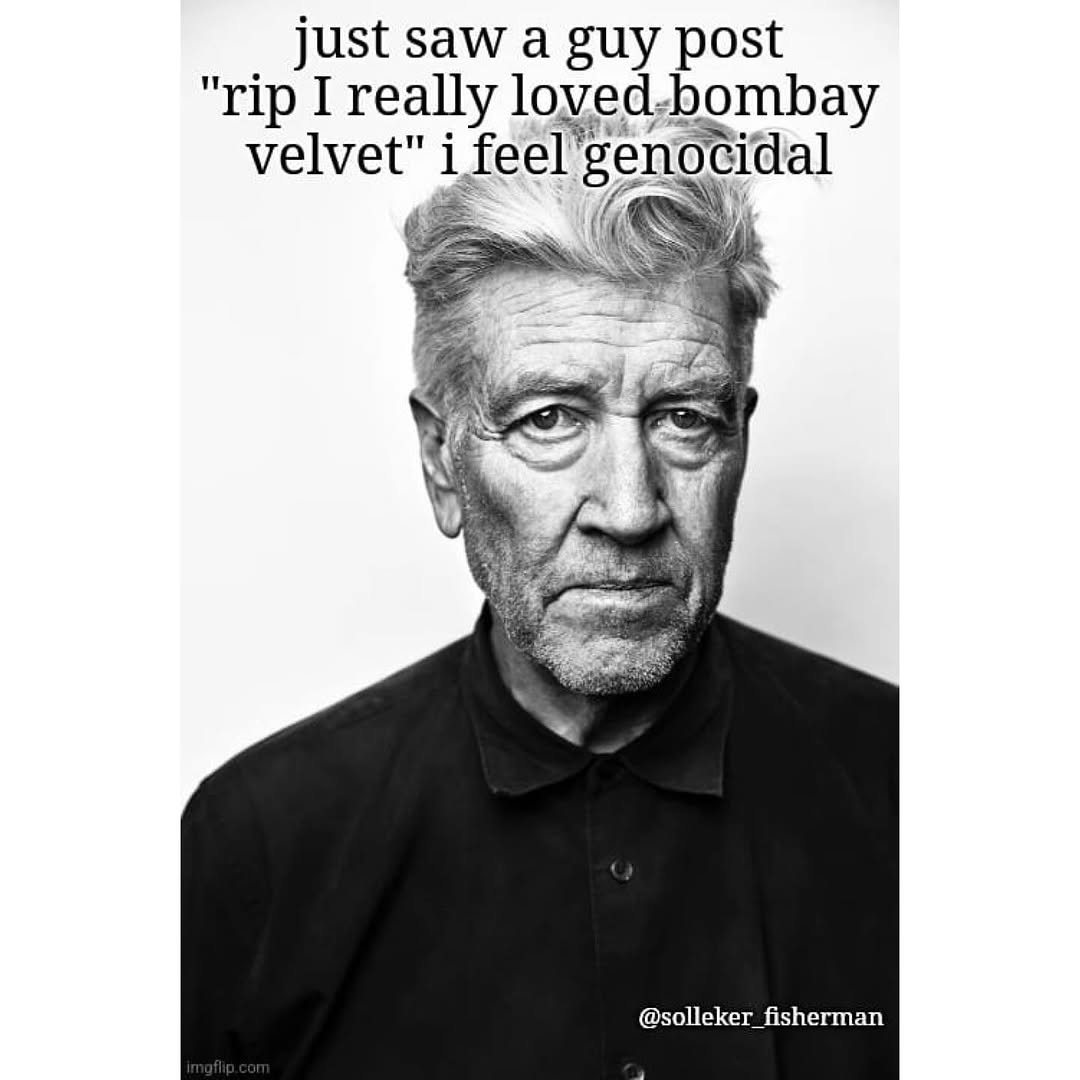 just saw a guy post
"rip I really loved bombay
velvet" i feel genocidal
@solleker_fisherman
imgflip.com